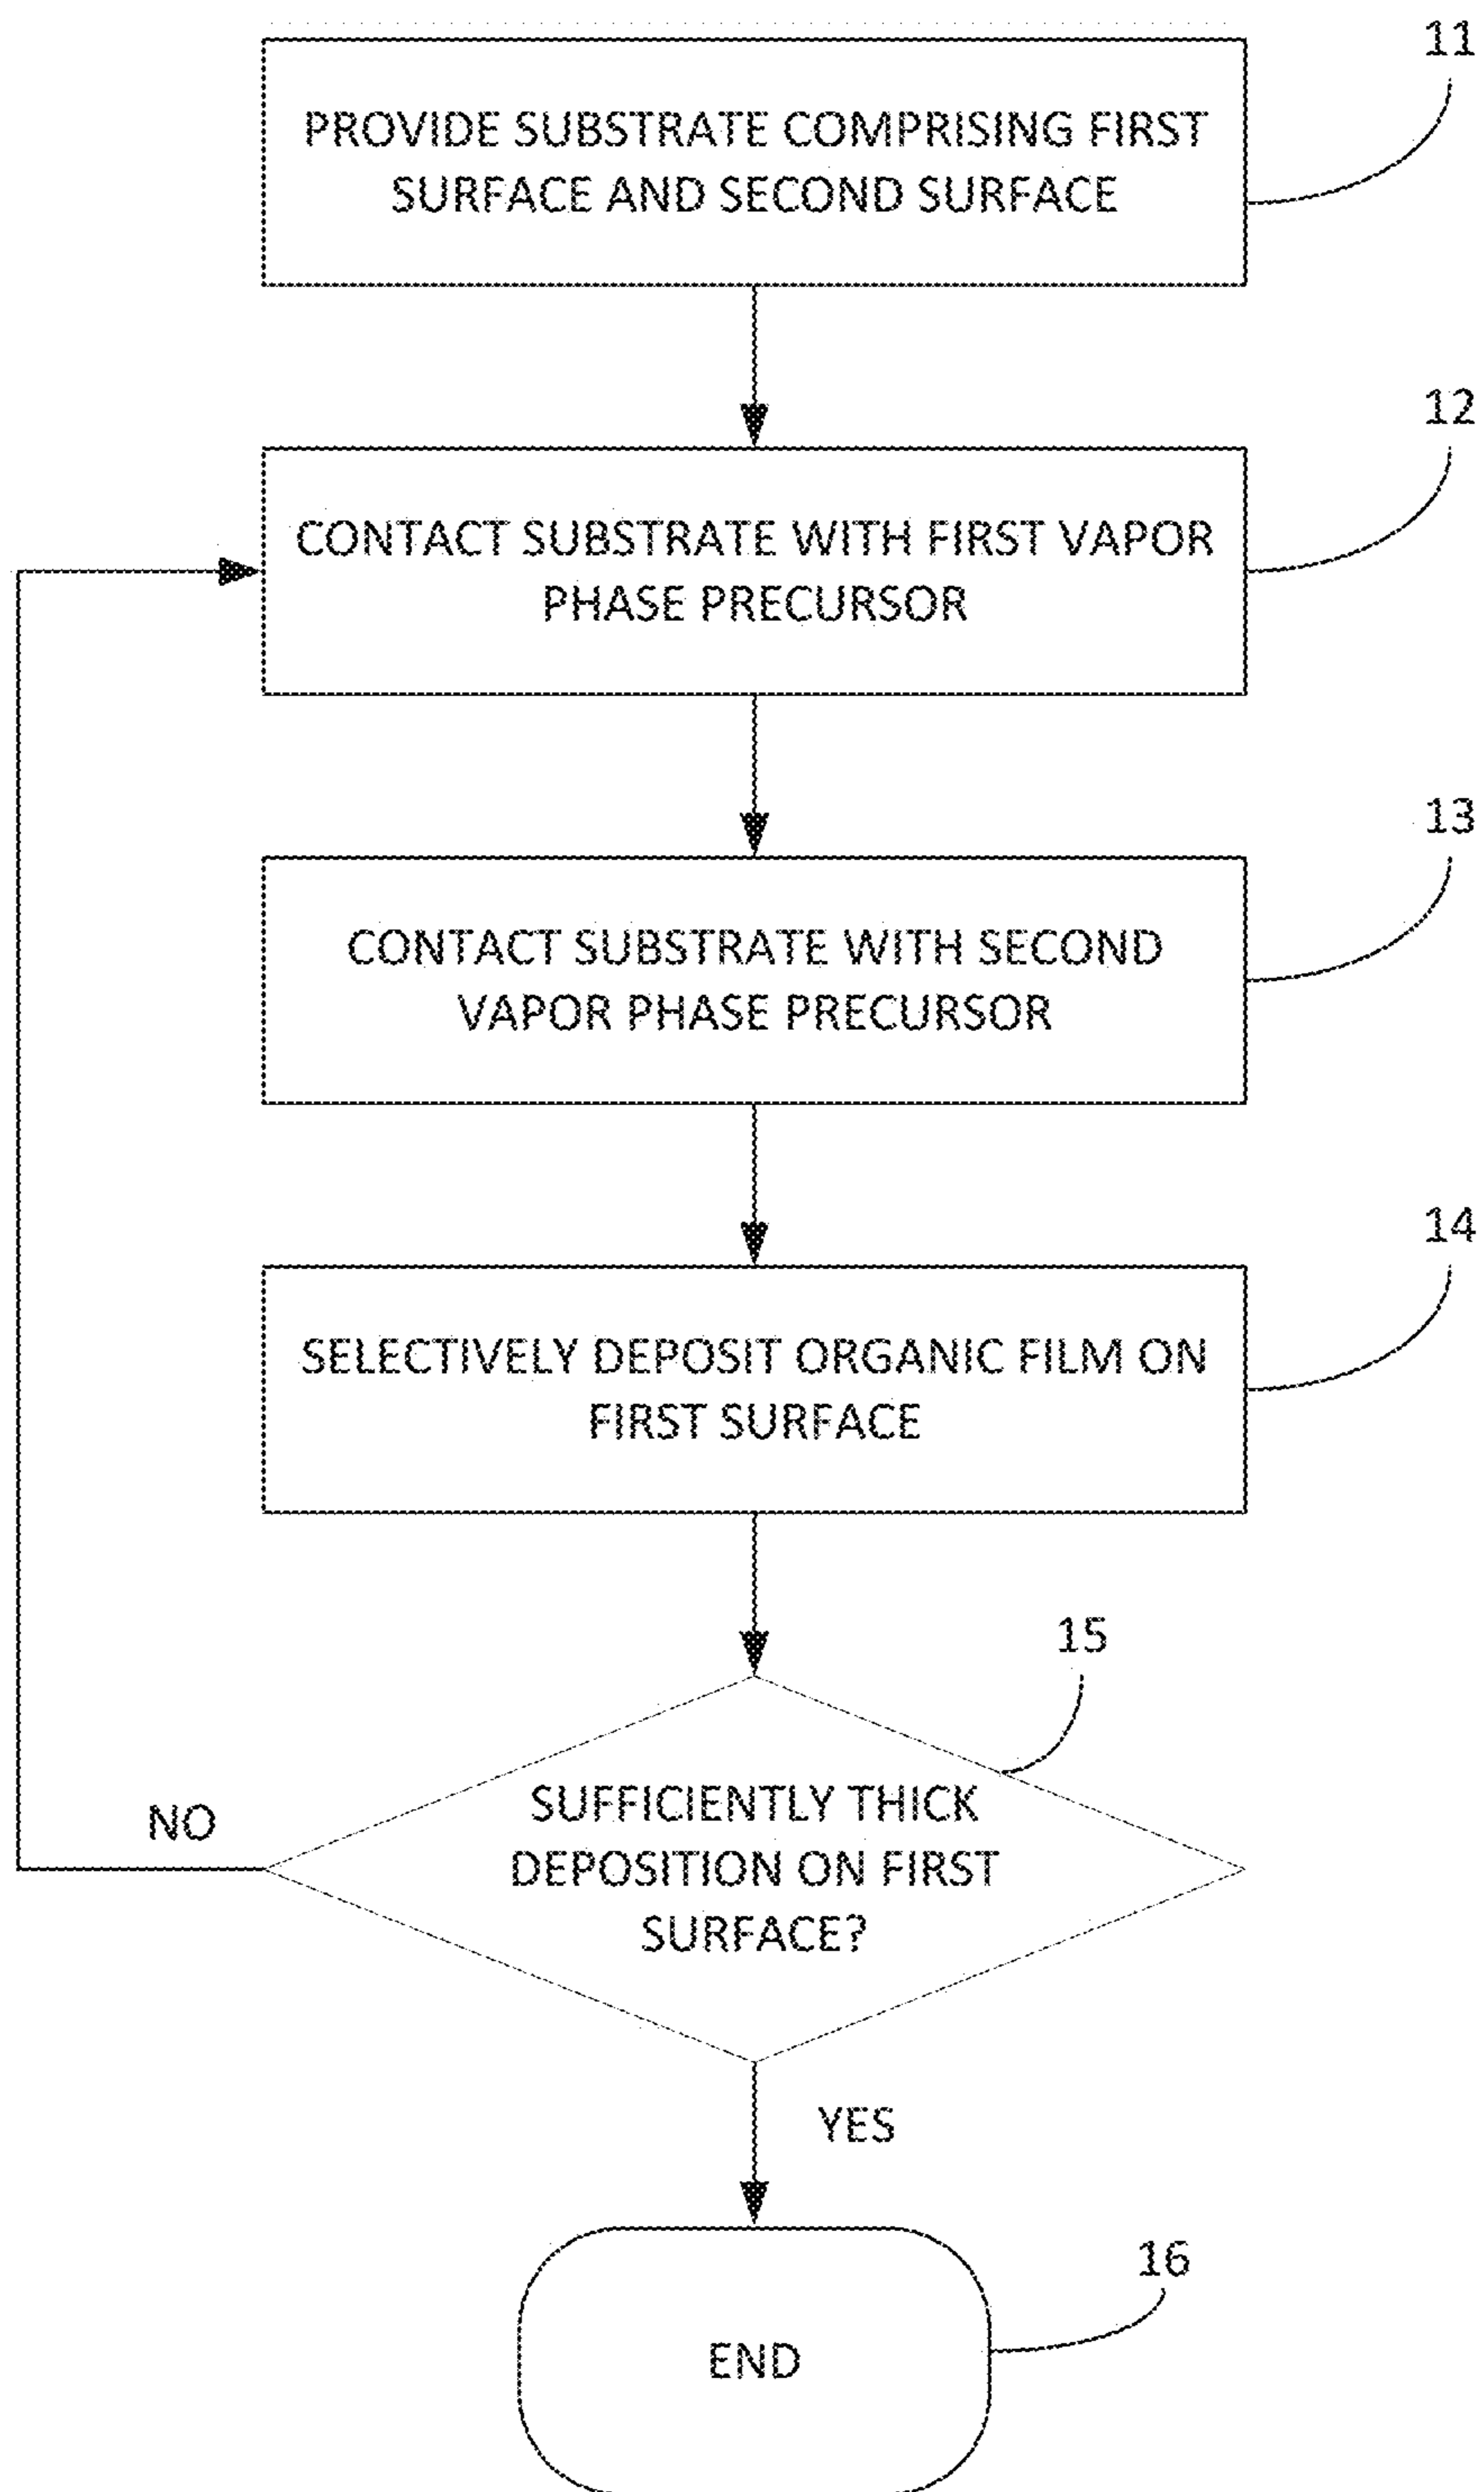 11
PROVIDE SUBSTRATE COMPRISING FIRST
SURFACE AND SECOND SURFACE
12
CONTACT SUBSTRATE WITH FIRST VAPOR
PHASE PRECURSOR
13
CONTACT SUBSTRATE WITH SECOND
VAPOR PHASE PRECURSOR
14
SELECTIVELY DEPOSIT ORGANIC FILM ON
FIRST SURFACE
15
SUFFICIENTLY THICK
DEPOSITION ON FIRST
SURFACE?
NO
YES
16
END